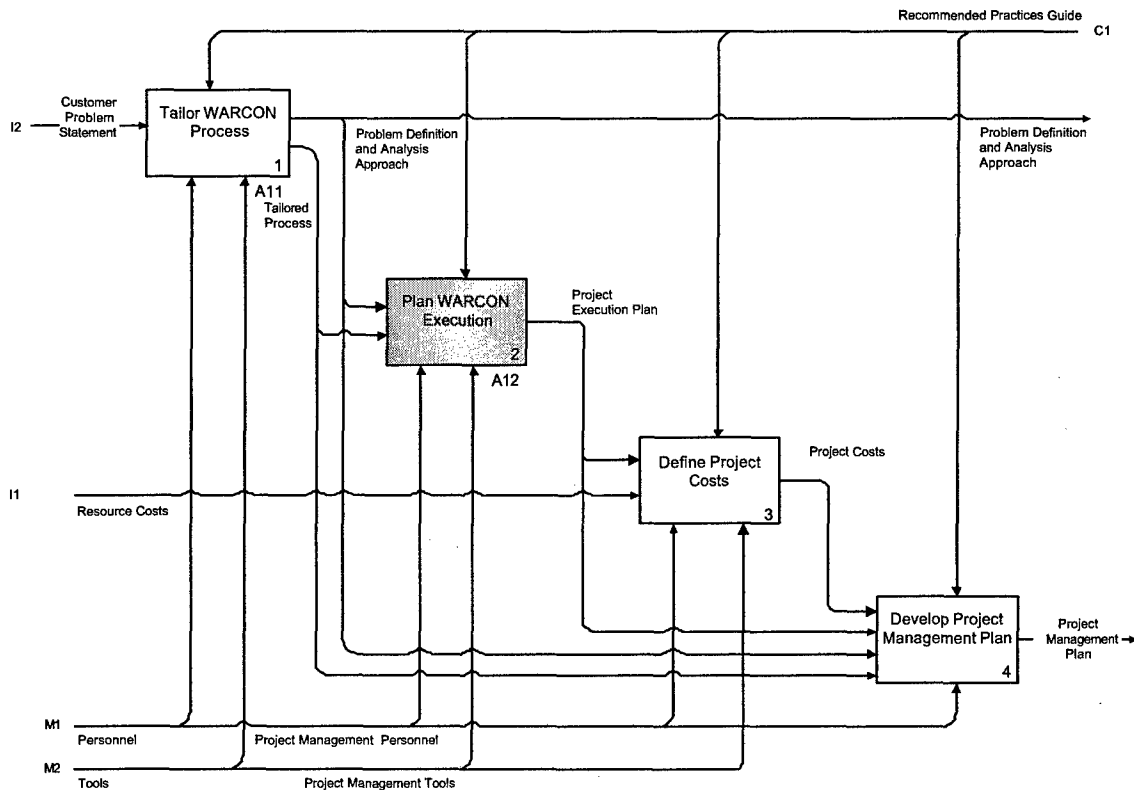 Recommended Practices Guide
C1
I2
Customer
Problem
Statement
Tailor WARCON
Process
1
A11
Problem Definition
and Analysis
Approach
Problem Definition
and Analysis
Approach
Tailored
Process
Plan WARCON
Execution
2
A12
Project
Execution Plan
Define Project
Costs
3
Project Costs
I1
Resource Costs
Develop Project
Management Plan
4
Project
Management
Plan
M1
Personnel
Project Management Personnel
M2
Tools
Project Management Tools